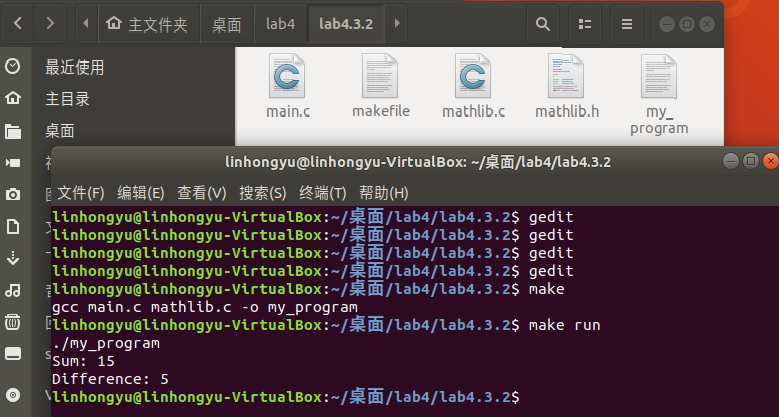 主文件夹 桌面 lab4 lab4.3.2
最近使用
主目录
桌面
main.c makefile mathlib.c mathlib.h my_
program
linhongyu@linhongyu-VirtualBox: ~/桌面/lab4/lab4.3.2
文件(F) 编辑(E) 查看(V) 搜索(S) 终端(T) 帮助(H)
linhongyu@linhongyu-VirtualBox:~/桌面/lab4/lab4.3.2$ gedit
linhongyu@linhongyu-VirtualBox:~/桌面/lab4/lab4.3.2$ gedit
linhongyu@linhongyu-VirtualBox:~/桌面/lab4/lab4.3.2$ gedit
linhongyu@linhongyu-VirtualBox:~/桌面/lab4/lab4.3.2$ gedit
linhongyu@linhongyu-VirtualBox:~/桌面/lab4/lab4.3.2$ make
gcc main.c mathlib.c -o my_program
linhongyu@linhongyu-VirtualBox:~/桌面/lab4/lab4.3.2$ make run
./my_program
Sum: 15
Difference: 5
linhongyu@linhongyu-VirtualBox:~/桌面/lab4/lab4.3.2$